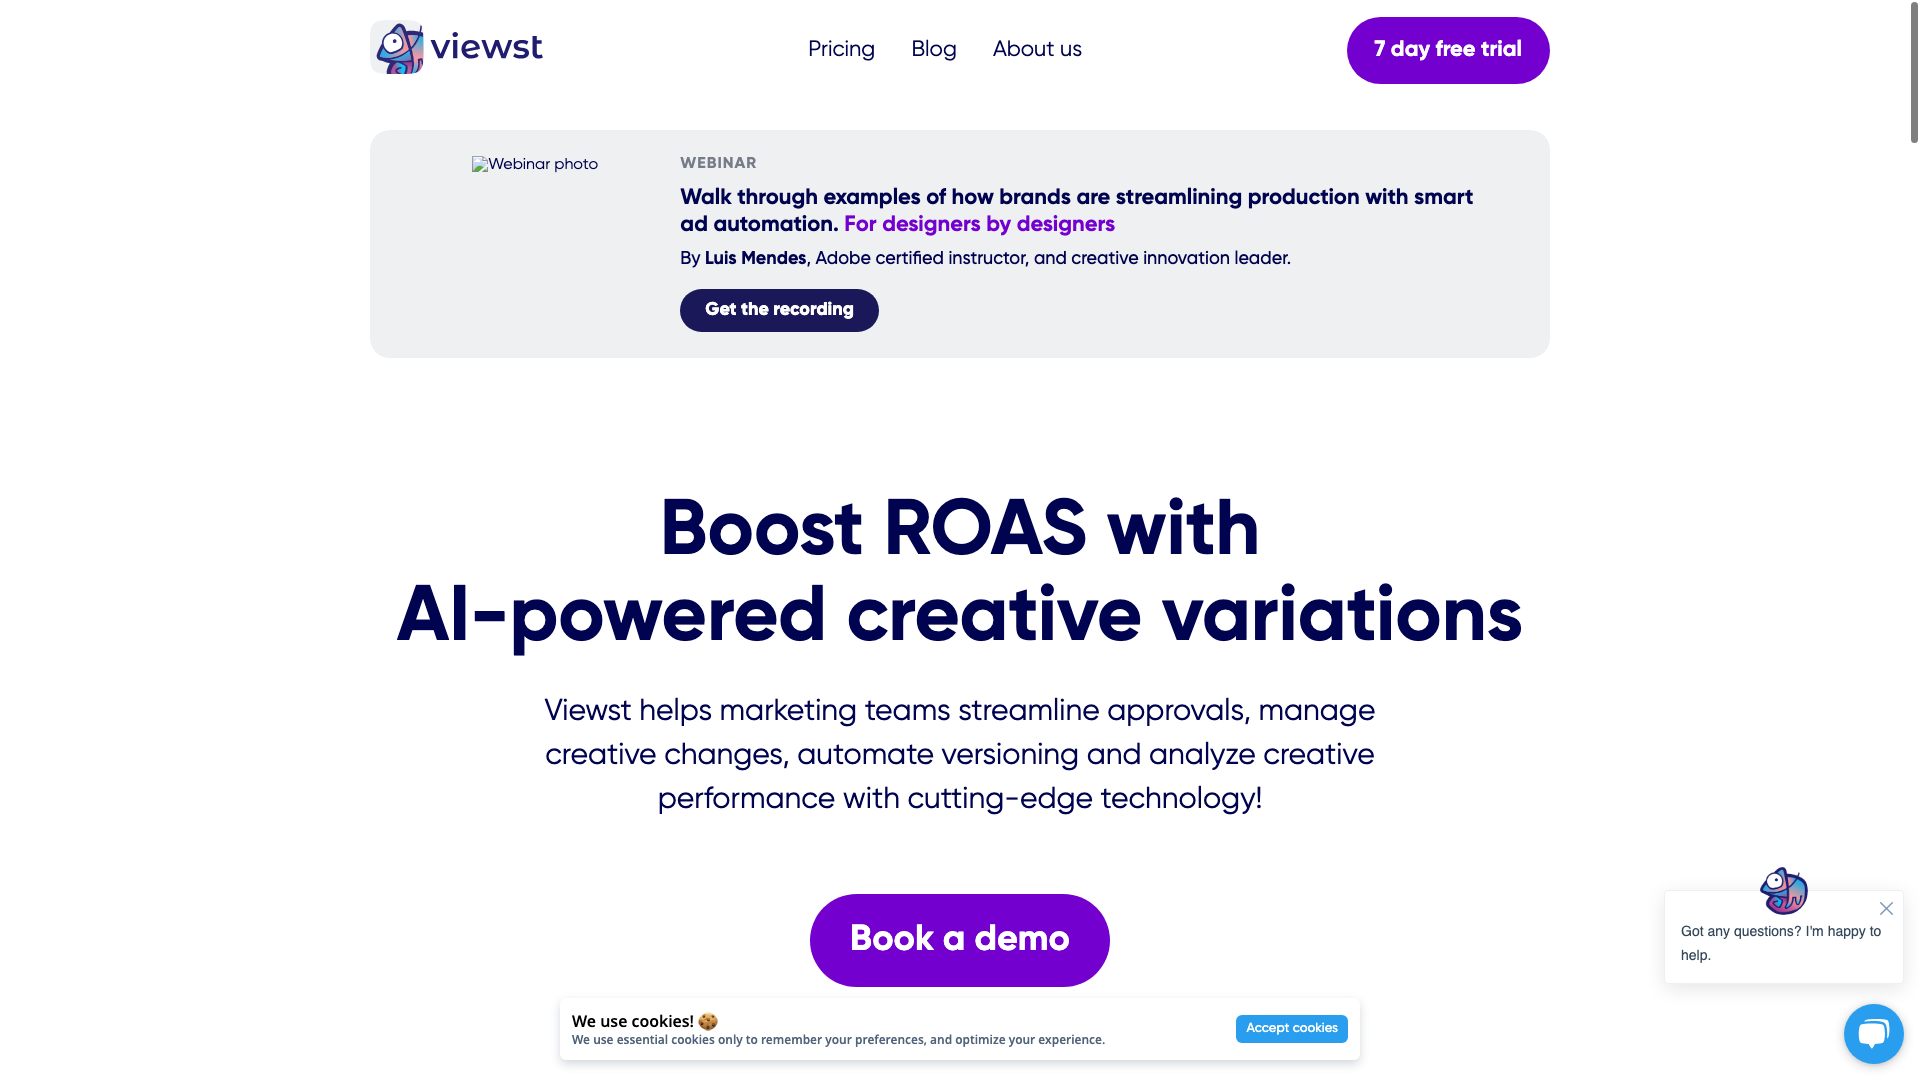 viewst
Pricing
Blog
About us
7 day free trial
Webinar photo
WEBINAR
Walk through examples of how brands are streamlining production with smart
ad automation. For designers by designers
By Luis Mendes, Adobe certified instructor, and creative innovation leader.
Get the recording
Boost ROAS with
AI-powered creative variations
Viewst helps marketing teams streamline approvals, manage
creative changes, automate versioning and analyze creative
performance with cutting-edge technology!
Book a demo
Got any questions? I'm happy to
help.
We use cookies! 🍪
We use essential cookies only to remember your preferences, and optimize your experience.
Accept cookies